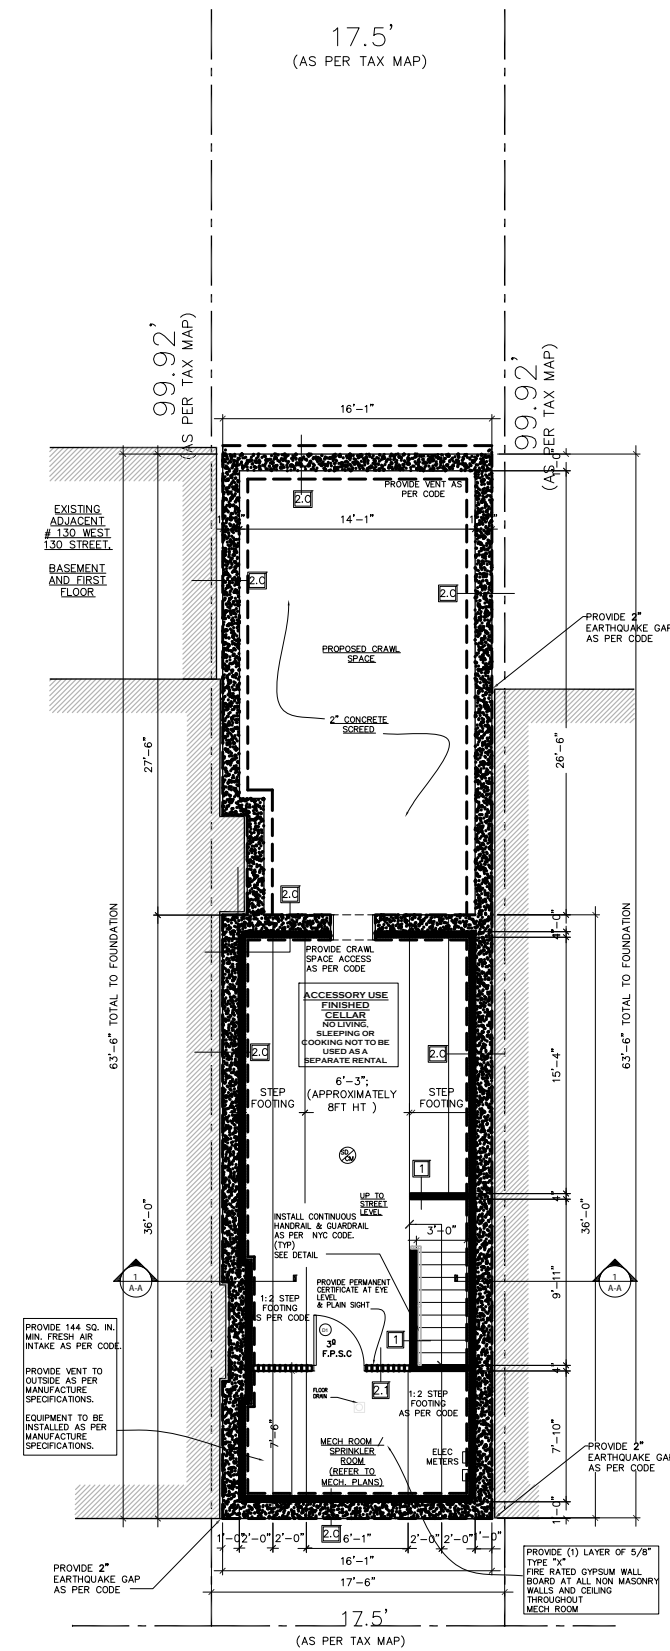 17.5'
(AS PER TAX MAP)
99.92'
(AS PER TAX MAP)
99.92'
(AS PER TAX MAP)
16'-1"
1'-0"
EXISTING
ADJACENT
# 130 WEST
130 STREET,
BASEMENT
AND FIRST
FLOOR
2.0
PROVIDE VENT AS
PER CODE
14'-1"
2.0
2.0
PROVIDE 2"
EARTHQUAKE GAP
AS PER CODE
PROPOSED CRAWL
SPACE
2" CONCRETE
SCREED
27'-6"
26'-6"
2.0
63'-6" TOTAL TO FOUNDATION
63'-6" TOTAL TO FOUNDATION
1'-0"
4"
PROVIDE CRAWL
SPACE ACCESS
AS PER CODE
ACCESSORY USE
FINISHED
CELLAR
NO LIVING,
SLEEPING OR
COOKING NOT TO BE
USED AS A
SEPARATE RENTAL
2.0
2.0
15'-4"
6'-3";
(APPROXIMATELY
8FT HT )
STEP
FOOTING
STEP
FOOTING
SD/
CM
1
UP TO
STREET
LEVEL
4"
36'-0"
36'-0"
INSTALL CONTINUOUS
HANDRAIL & GUARDRAIL
AS PER NYC CODE.
(TYP)
SEE DETAIL
3'-0"
9'-11"
1
A-A
1
A-A
PROVIDE PERMANENT
CERTIFICATE AT EYE
LEVEL
& PLAIN SIGHT
1:2 STEP
FOOTING
AS PER CODE
PROVIDE 144 SQ. IN.
MIN. FRESH AIR
INTAKE AS PER CODE.
PROVIDE VENT TO
OUTSIDE AS PER
MANUFACTURE
SPECIFICATIONS.
EQUIPMENT TO BE
INSTALLED AS PER
MANUFACTURE
SPECIFICATIONS.
F.P.S.C
1
4"
2.1
FLOOR
DRAIN
1:2 STEP
FOOTING
AS PER CODE
7'-6"
7'-10"
MECH ROOM /
SPRINKLER
ROOM
(REFER TO
MECH. PLANS)
ELEC
METERS
PROVIDE 2"
EARTHQUAKE GAP
AS PER CODE
1'-0"
2.0
1'-0" 2'-0" 2'-0" 6'-1" 2'-0" 2'-0" 1'-0"
16'-1"
17'-6"
PROVIDE 2"
EARTHQUAKE GAP
AS PER CODE
PROVIDE (1) LAYER OF 5/8"
TYPE "X"
FIRE RATED GYPSUM WALL
BOARD AT ALL NON MASONRY
WALLS AND CEILING
THROUGHOUT
MECH ROOM
17.5'
(AS PER TAX MAP)